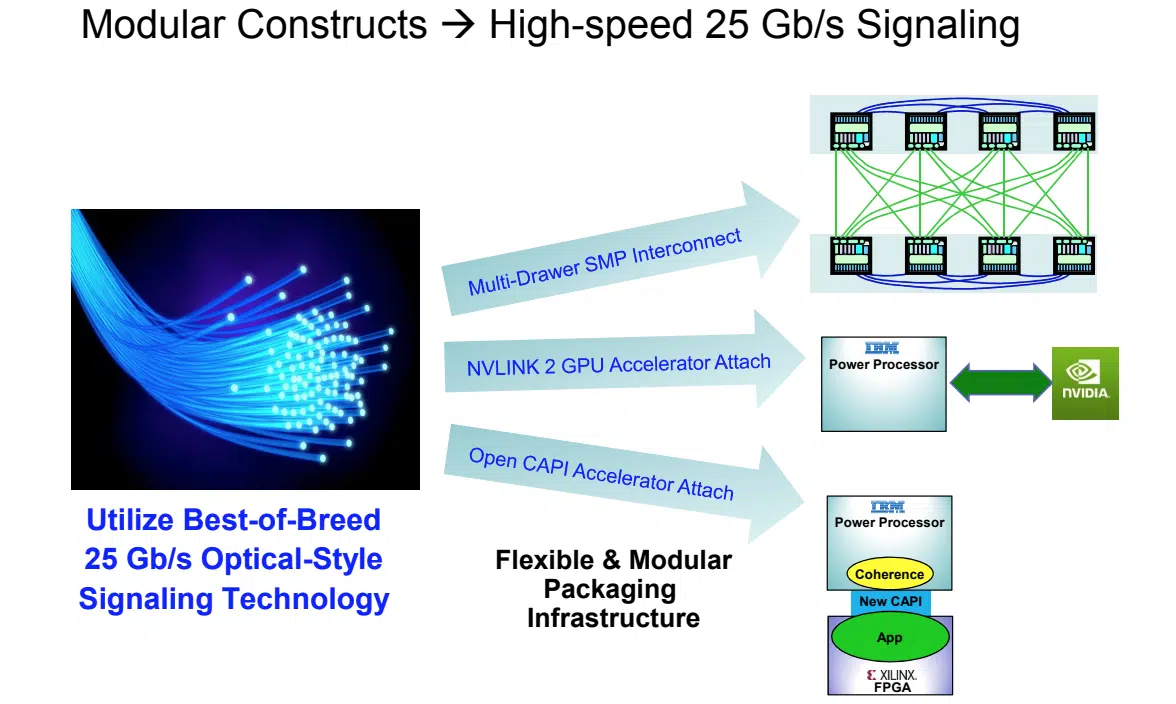 Modular Constructs → High-speed 25 Gb/s Signaling
Multi-Drawer SMP Interconnect
NVLINK 2 GPU Accelerator Attach
IBM
Power Processor
NVIDIA.
Open CAPI Accelerator Attach
IBM
Power Processor
Coherence
New CAPI
App
XILINX.
FPGA
Utilize Best-of-Breed
25 Gb/s Optical-Style
Signaling Technology
Flexible & Modular
Packaging
Infrastructure